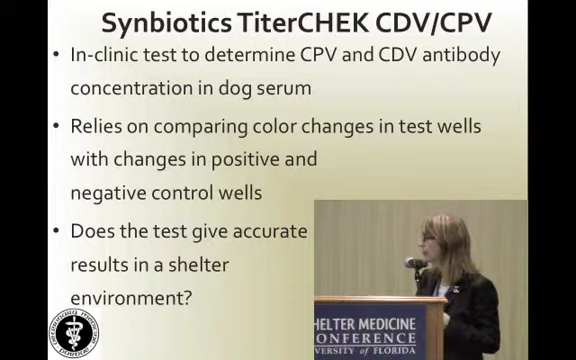 Synbiotics TiterCHEK CDV/CPV
• In-clinic test to determine CPV and CDV antibody
concentration in dog serum
• Relies on comparing color changes in test wells
with changes in positive and
negative control wells
• Does the test give accurate
results in a shelter
environment?
SHELTER MEDICINE
CONFERENCE
UNIVERSITY OF FLORIDA